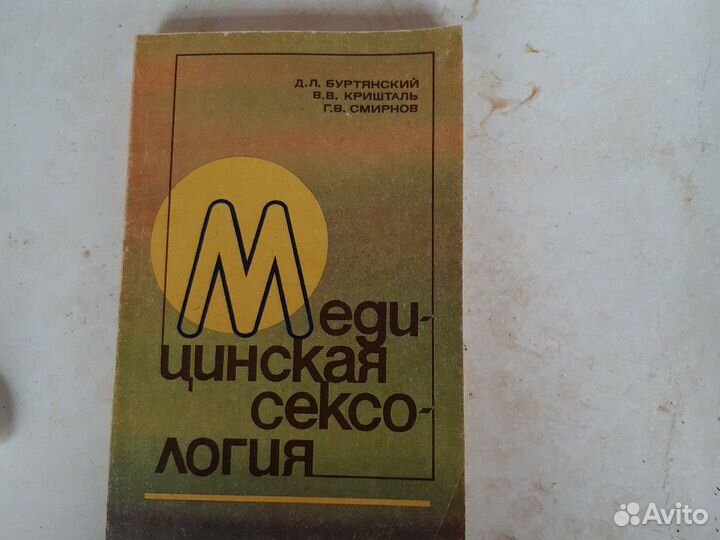 Д.Л. БУРТЯНСКИЙ
В.В. КРИШТАЛЬ
Г.В. СМИРНОВ
Меди-
цинская
сексо-
логия
Avito